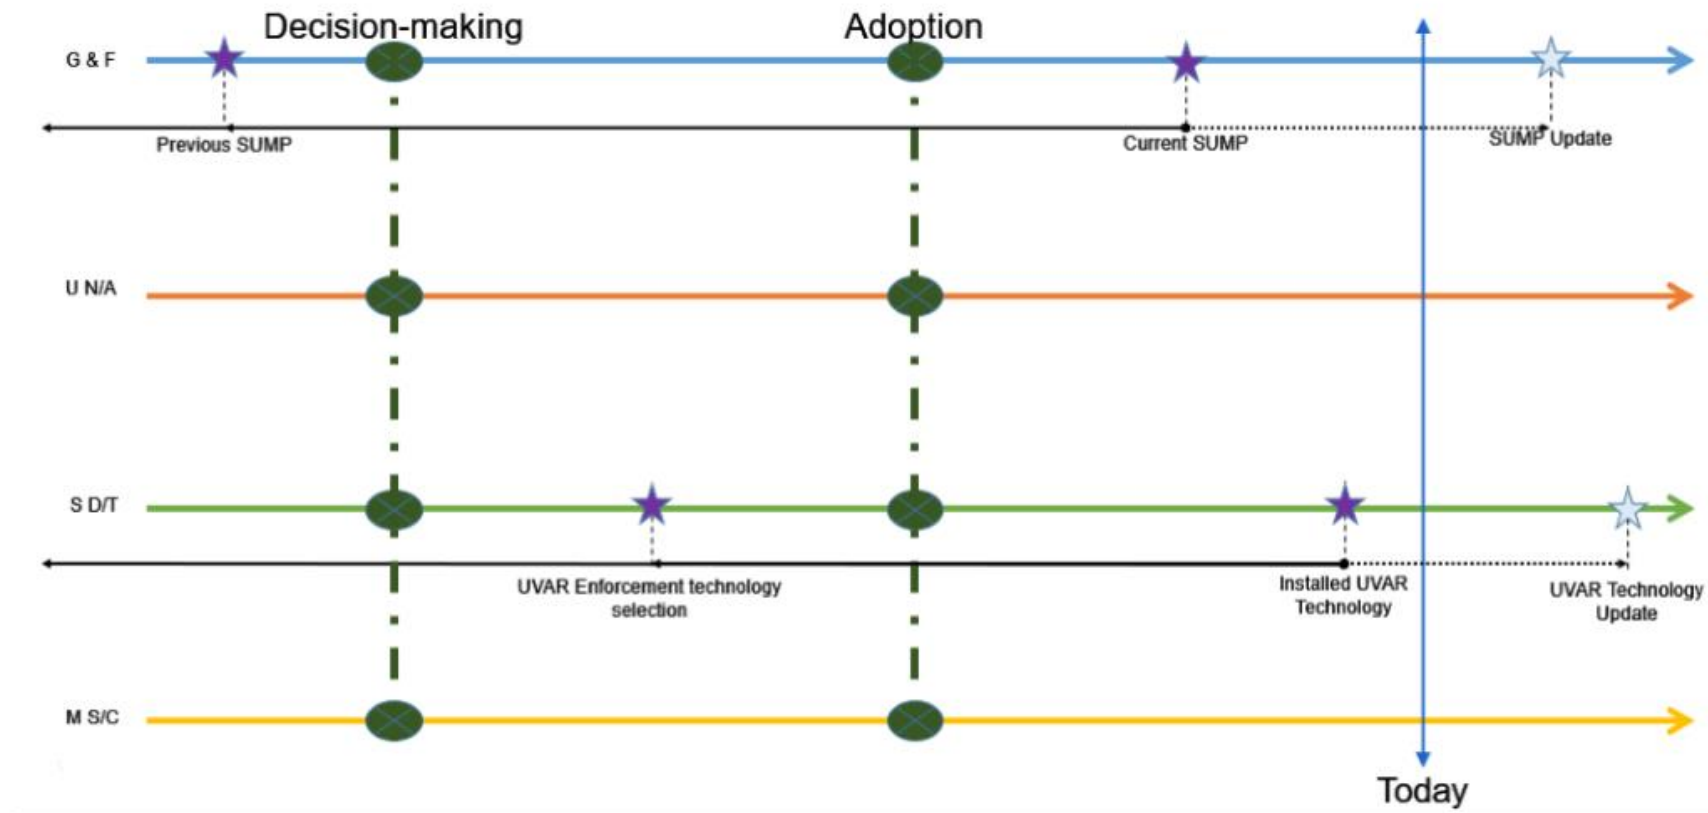 Decision-making
Adoption
G & F
Previous SUMP
Current SUMP
SUMP Update
U N/A
S D/T
UVAR Enforcement technology
selection
Installed UVAR
Technology
UVAR Technology
Update
M S/C
Today